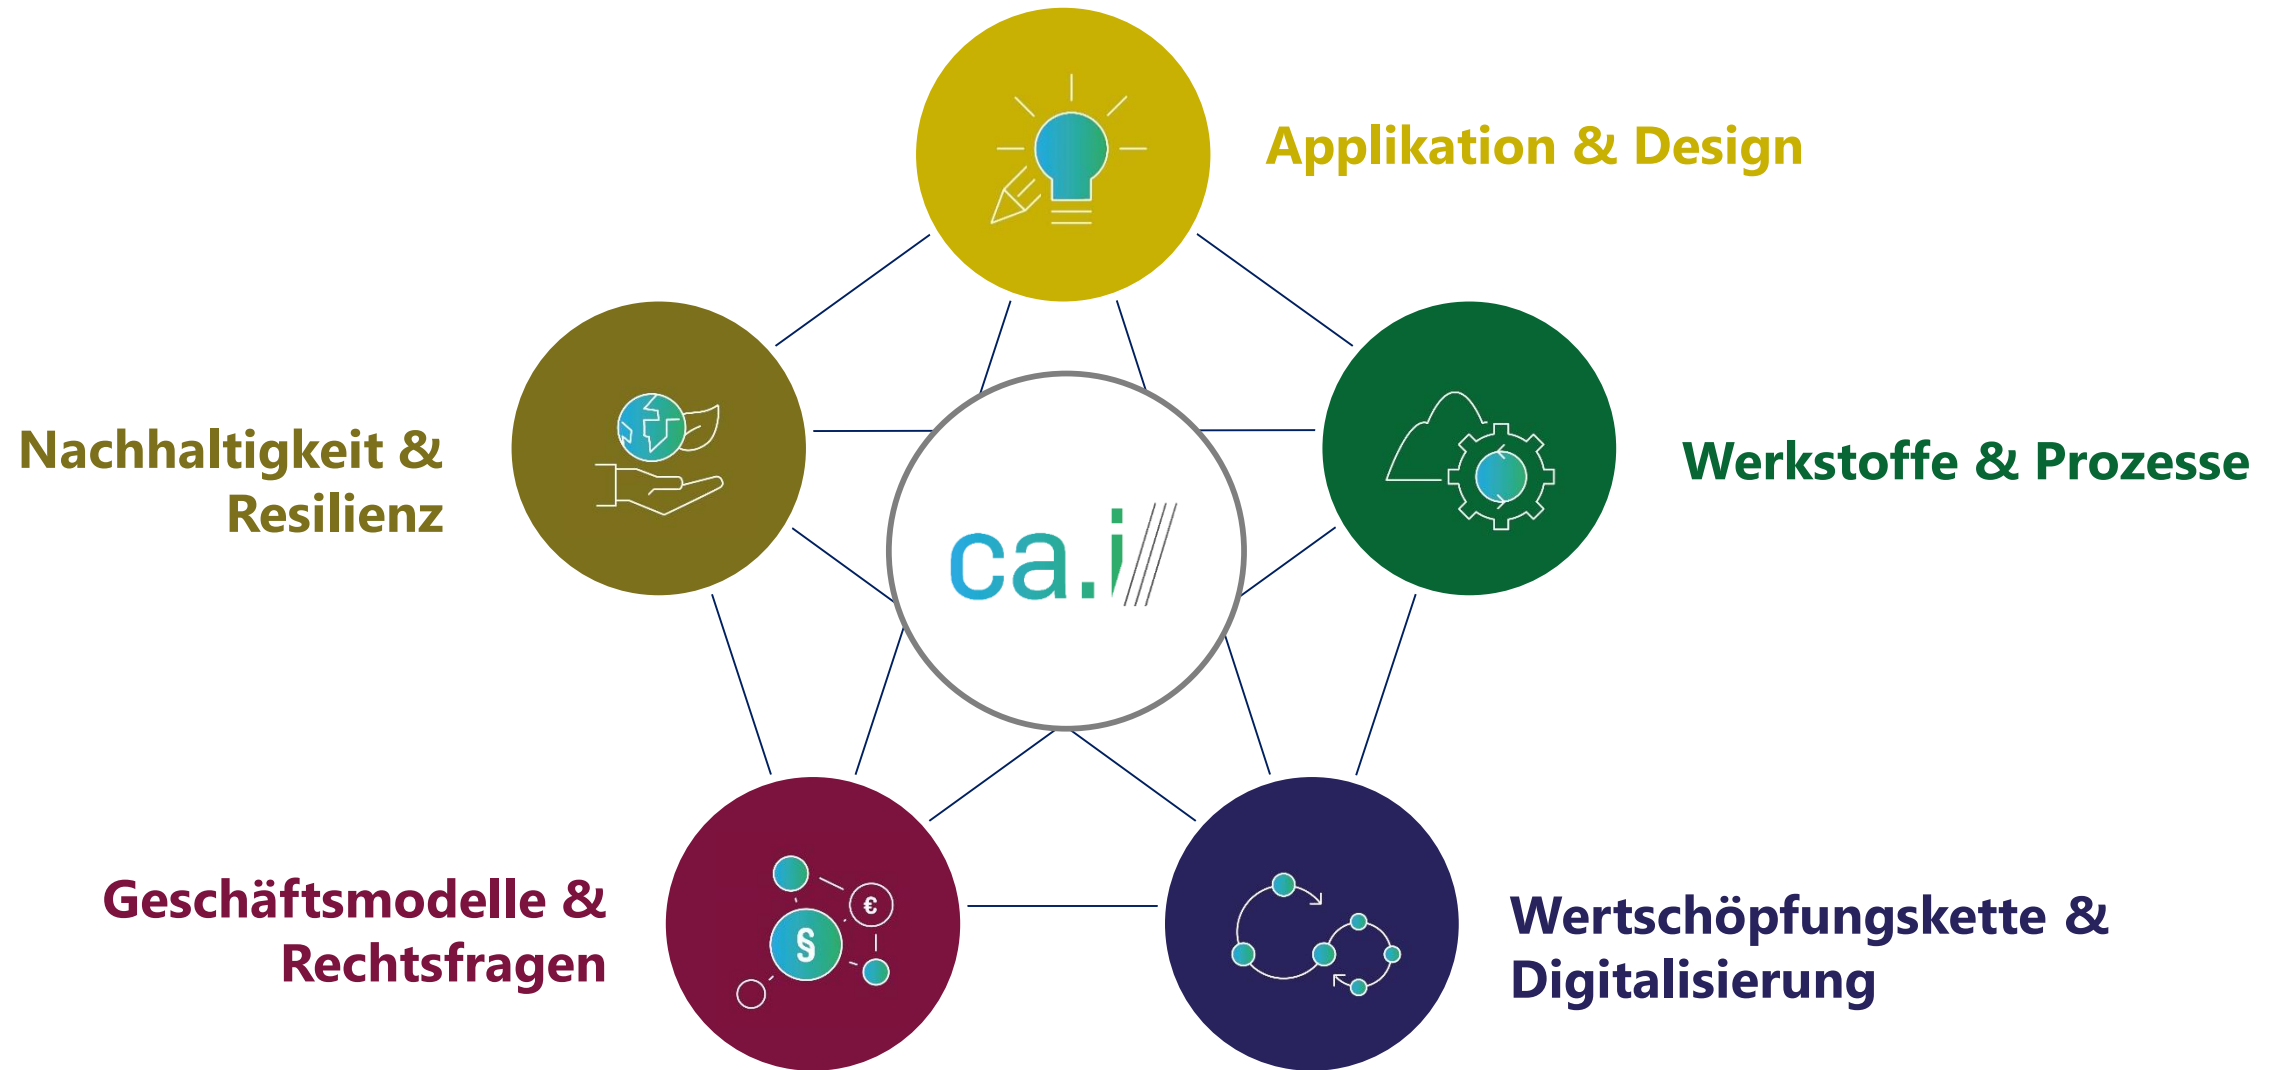 Applikation & Design
Werkstoffe & Prozesse
Nachhaltigkeit &
Resilienz
ca.i
Geschäftsmodelle &
Rechtsfragen
€
§
Wertschöpfungskette &
Digitalisierung